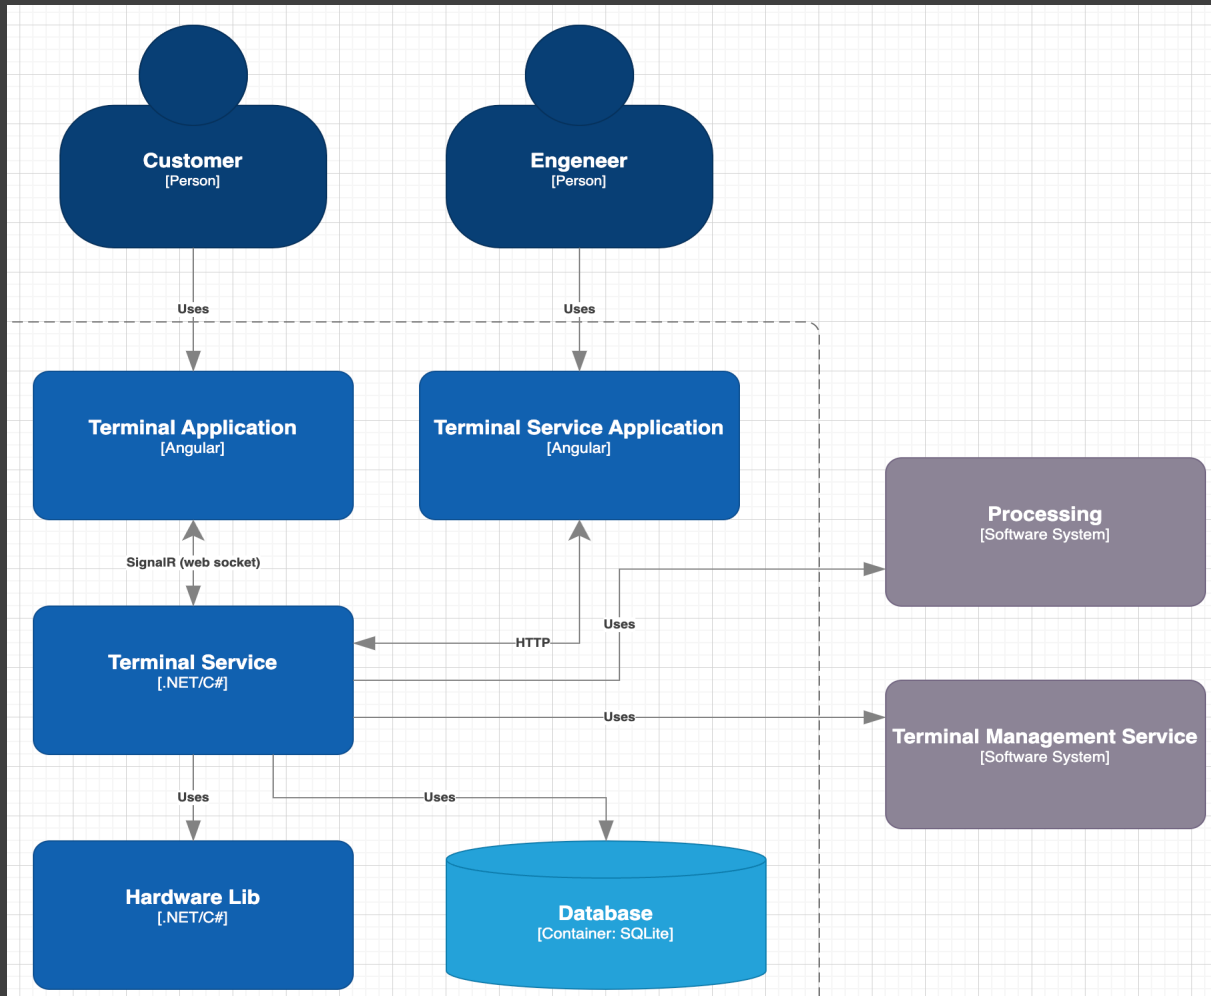 Customer
[Person]
Engeneer
[Person]
Uses
Uses
Terminal Application
[Angular]
Terminal Service Application
[Angular]
Processing
[Software System]
SignalR (web socket)
Uses
HTTP
Terminal Service
[.NET/C#]
Uses
Terminal Management Service
[Software System]
Uses
Uses
Hardware Lib
[.NET/C#]
Database
[Container: SQLite]